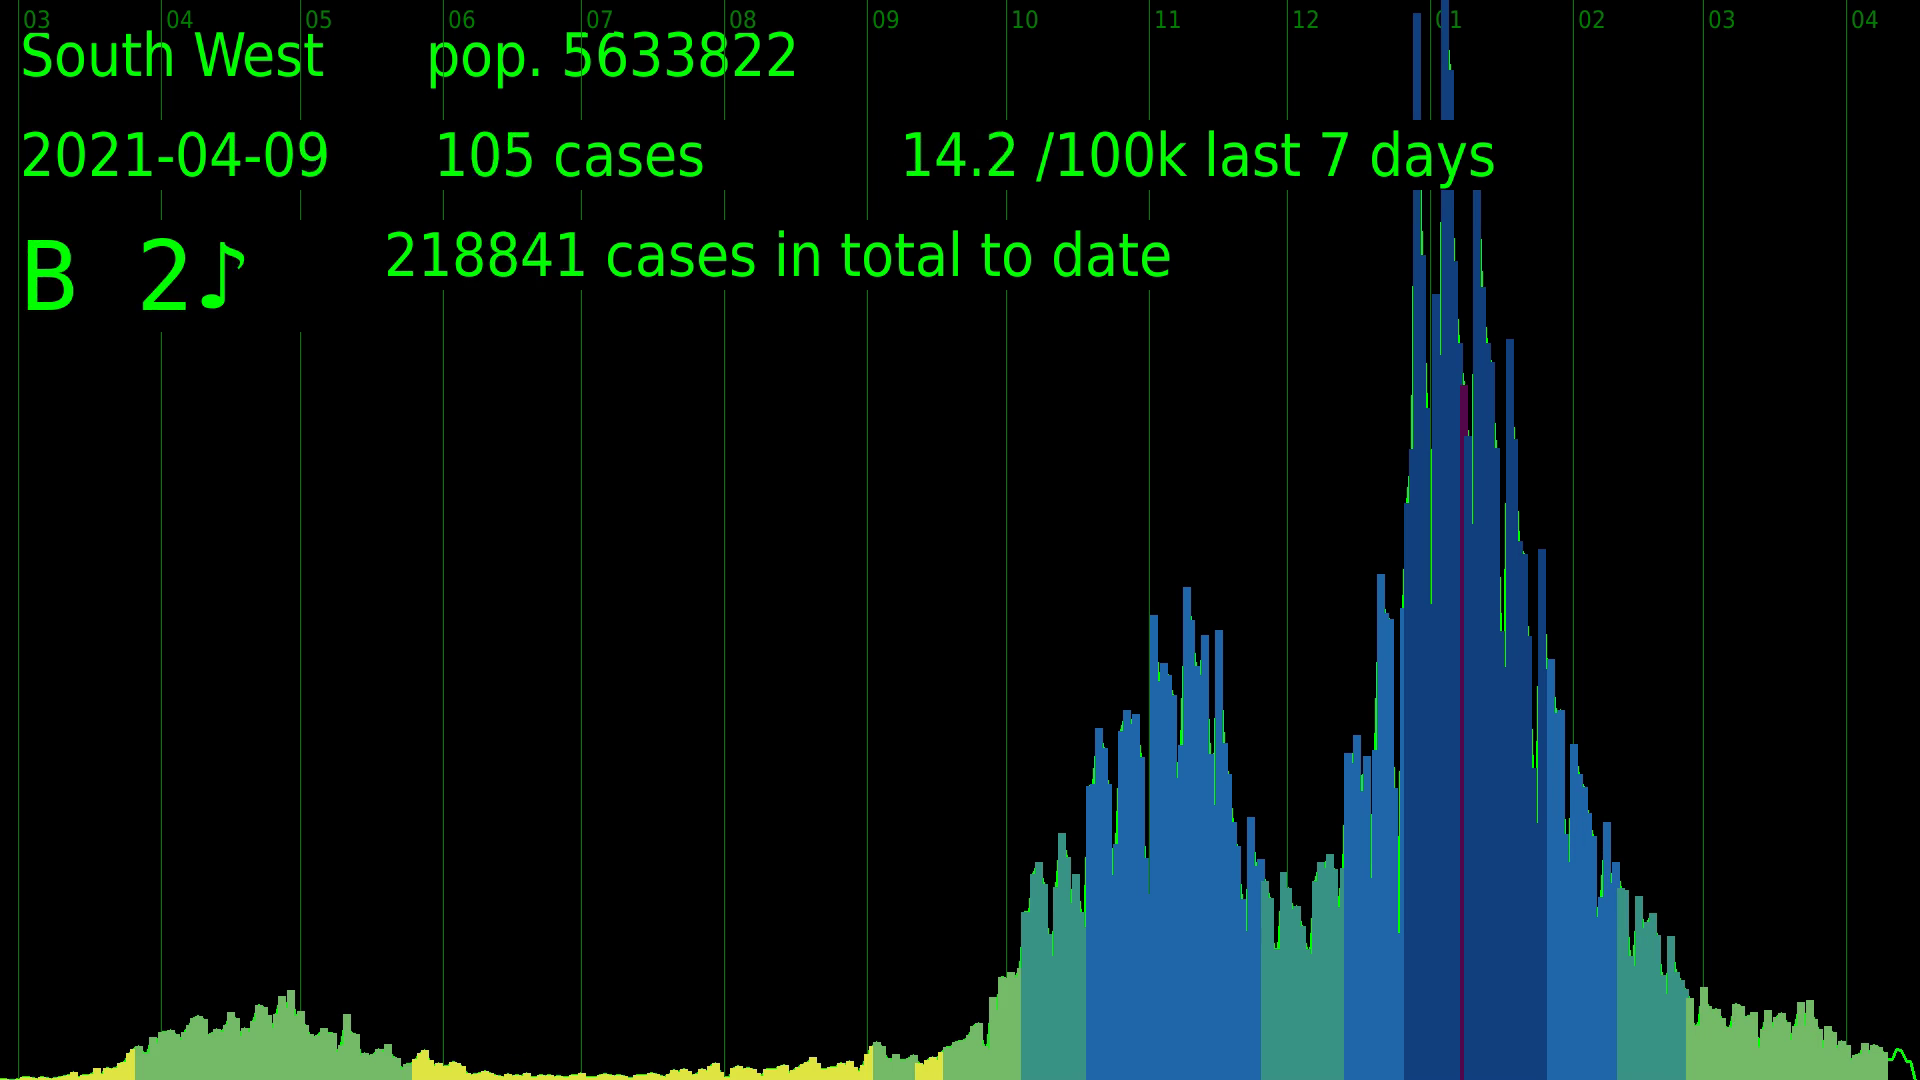 03 04 05 06 07 08 09 10 11 12 01 02 03 04
South West pop. 5633822
2021-04-09 105 cases 14.2 /100k last 7 days
B 2♪ 218841 cases in total to date